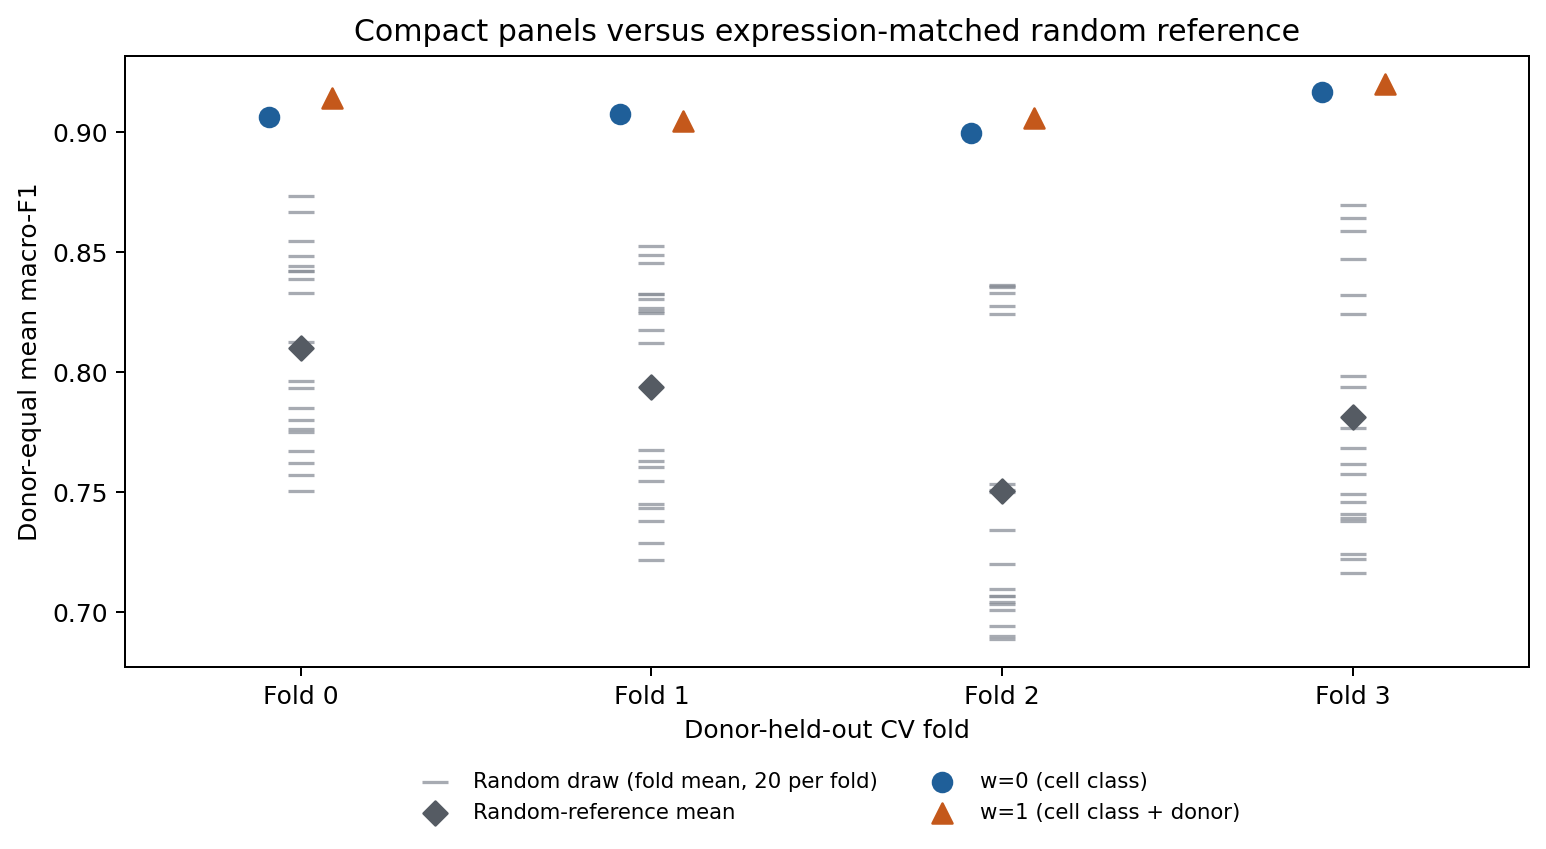 Compact panels versus expression-matched random reference
Donor-equal mean macro-F1
0.90
0.85
0.80
0.75
0.70
Fold 0
Fold 1
Fold 2
Fold 3
Donor-held-out CV fold
Random draw (fold mean, 20 per fold)
Random-reference mean
w=0 (cell class)
w=1 (cell class + donor)